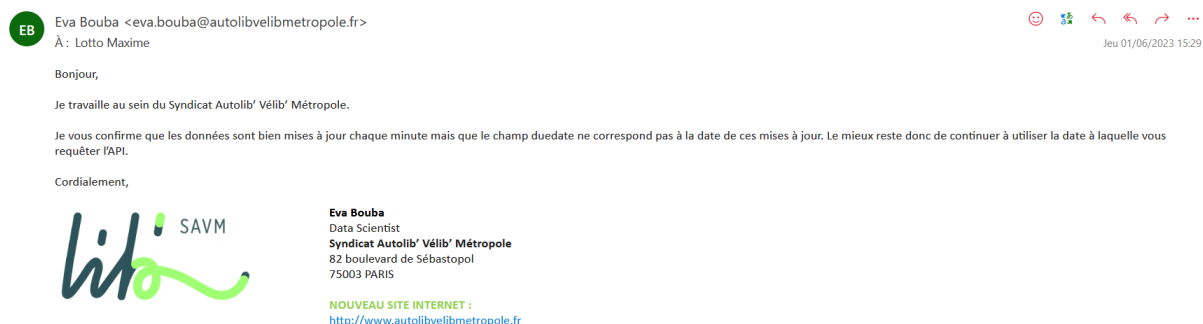 EB
Eva Bouba <eva.bouba@autolibvelibmetropole.fr>
À : Lotto Maxime
Jeu 01/06/2023 15:29
Bonjour,
Je travaille au sein du Syndicat Autolib’ Vélib’ Métropole.
Je vous confirme que les données sont bien mises à jour chaque minute mais que le champ duedate ne correspond pas à la date de ces mises à jour. Le mieux reste donc de continuer à utiliser la date à laquelle vous
requêter l’API.
Cordialement,
lib’
SAVM
Eva Bouba
Data Scientist
Syndicat Autolib’ Vélib’ Métropole
82 boulevard de Sébastopol
75003 PARIS
NOUVEAU SITE INTERNET :
http://www.autolibvelibmetropole.fr